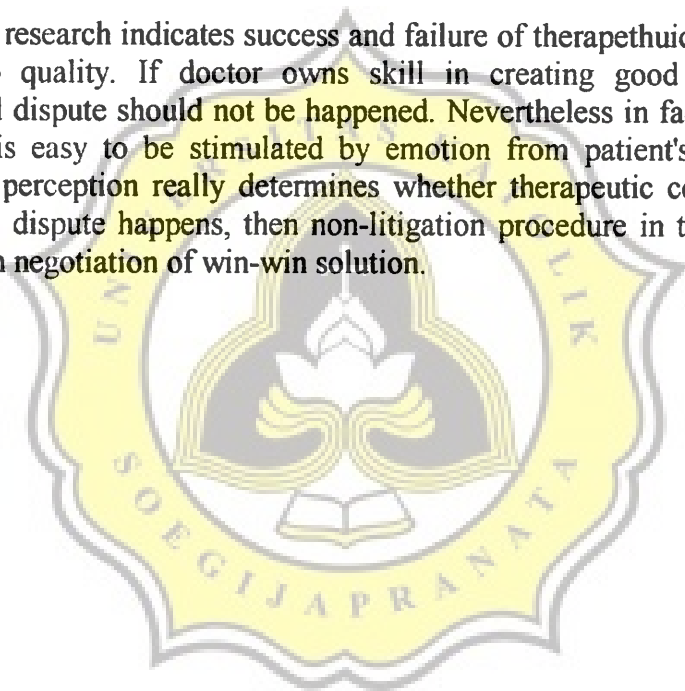 research indicates success and failure of therapethuic
quality. If doctor owns skill in creating good
dispute should not be happened. Nevertheless in fa
is easy to be stimulated by emotion from patient's
perception really determines whether therapeutic c
dispute happens, then non-litigation procedure in t
negotiation of win-win solution.
UNIVERSITAS KATOLIK
SOEGIJAPRANATA